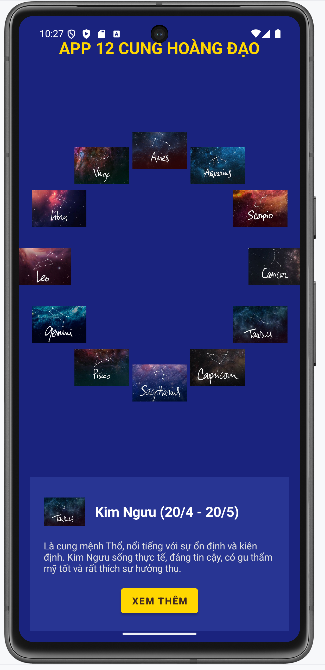 10:27
APP 12 CUNG HOÀNG ĐẠO
Aries
Virgo
Aquarius
Libra
Scorpio
Leo
Cancer
Gemini
Taurus
Pisces
Capricorn
Sagittarius
Taurus
Kim Ngưu (20/4 - 20/5)
Là cung mệnh Thổ, nổi tiếng với sự ổn định và kiên
định. Kim Ngưu sống thực tế, đáng tin cậy, có gu thẩm
mỹ tốt và rất thích sự hưởng thụ.
XEM THÊM